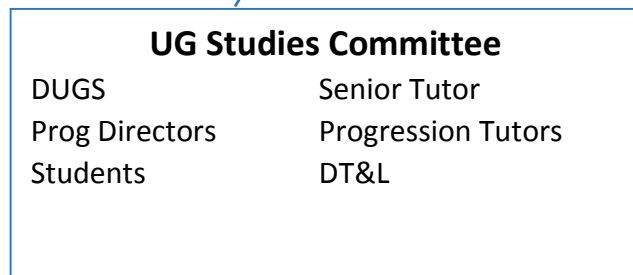 UG Studies Committee
DUGS Senior Tutor
Prog Directors Progression Tutors
Students DT&L